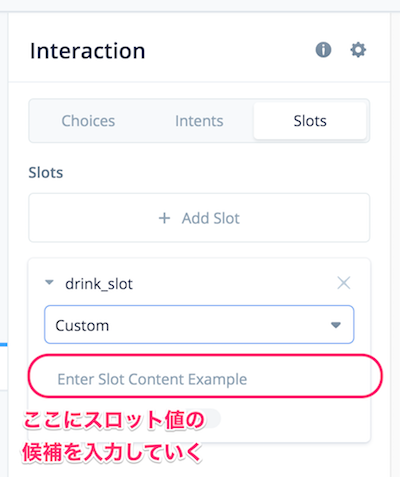 Interaction
Choices
Intents
Slots
Slots
+ Add Slot
drink_slot
Custom
Enter Slot Content Example
ここにスロット値の
候補を入力していく